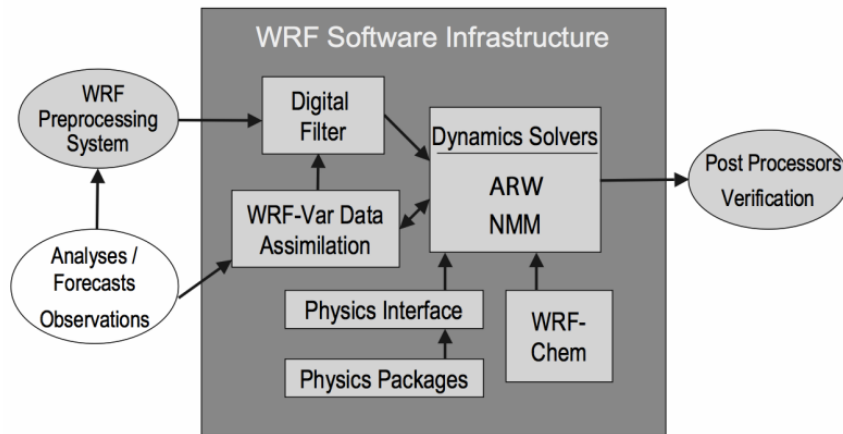 WRF Software Infrastructure
WRF
Preprocessing
System
Digital
Filter
Dynamics Solvers
ARW
NMM
Post Processors
Verification
WRF-Var Data
Assimilation
Analyses /
Forecasts
Observations
Physics Interface
WRF-
Chem
Physics Packages